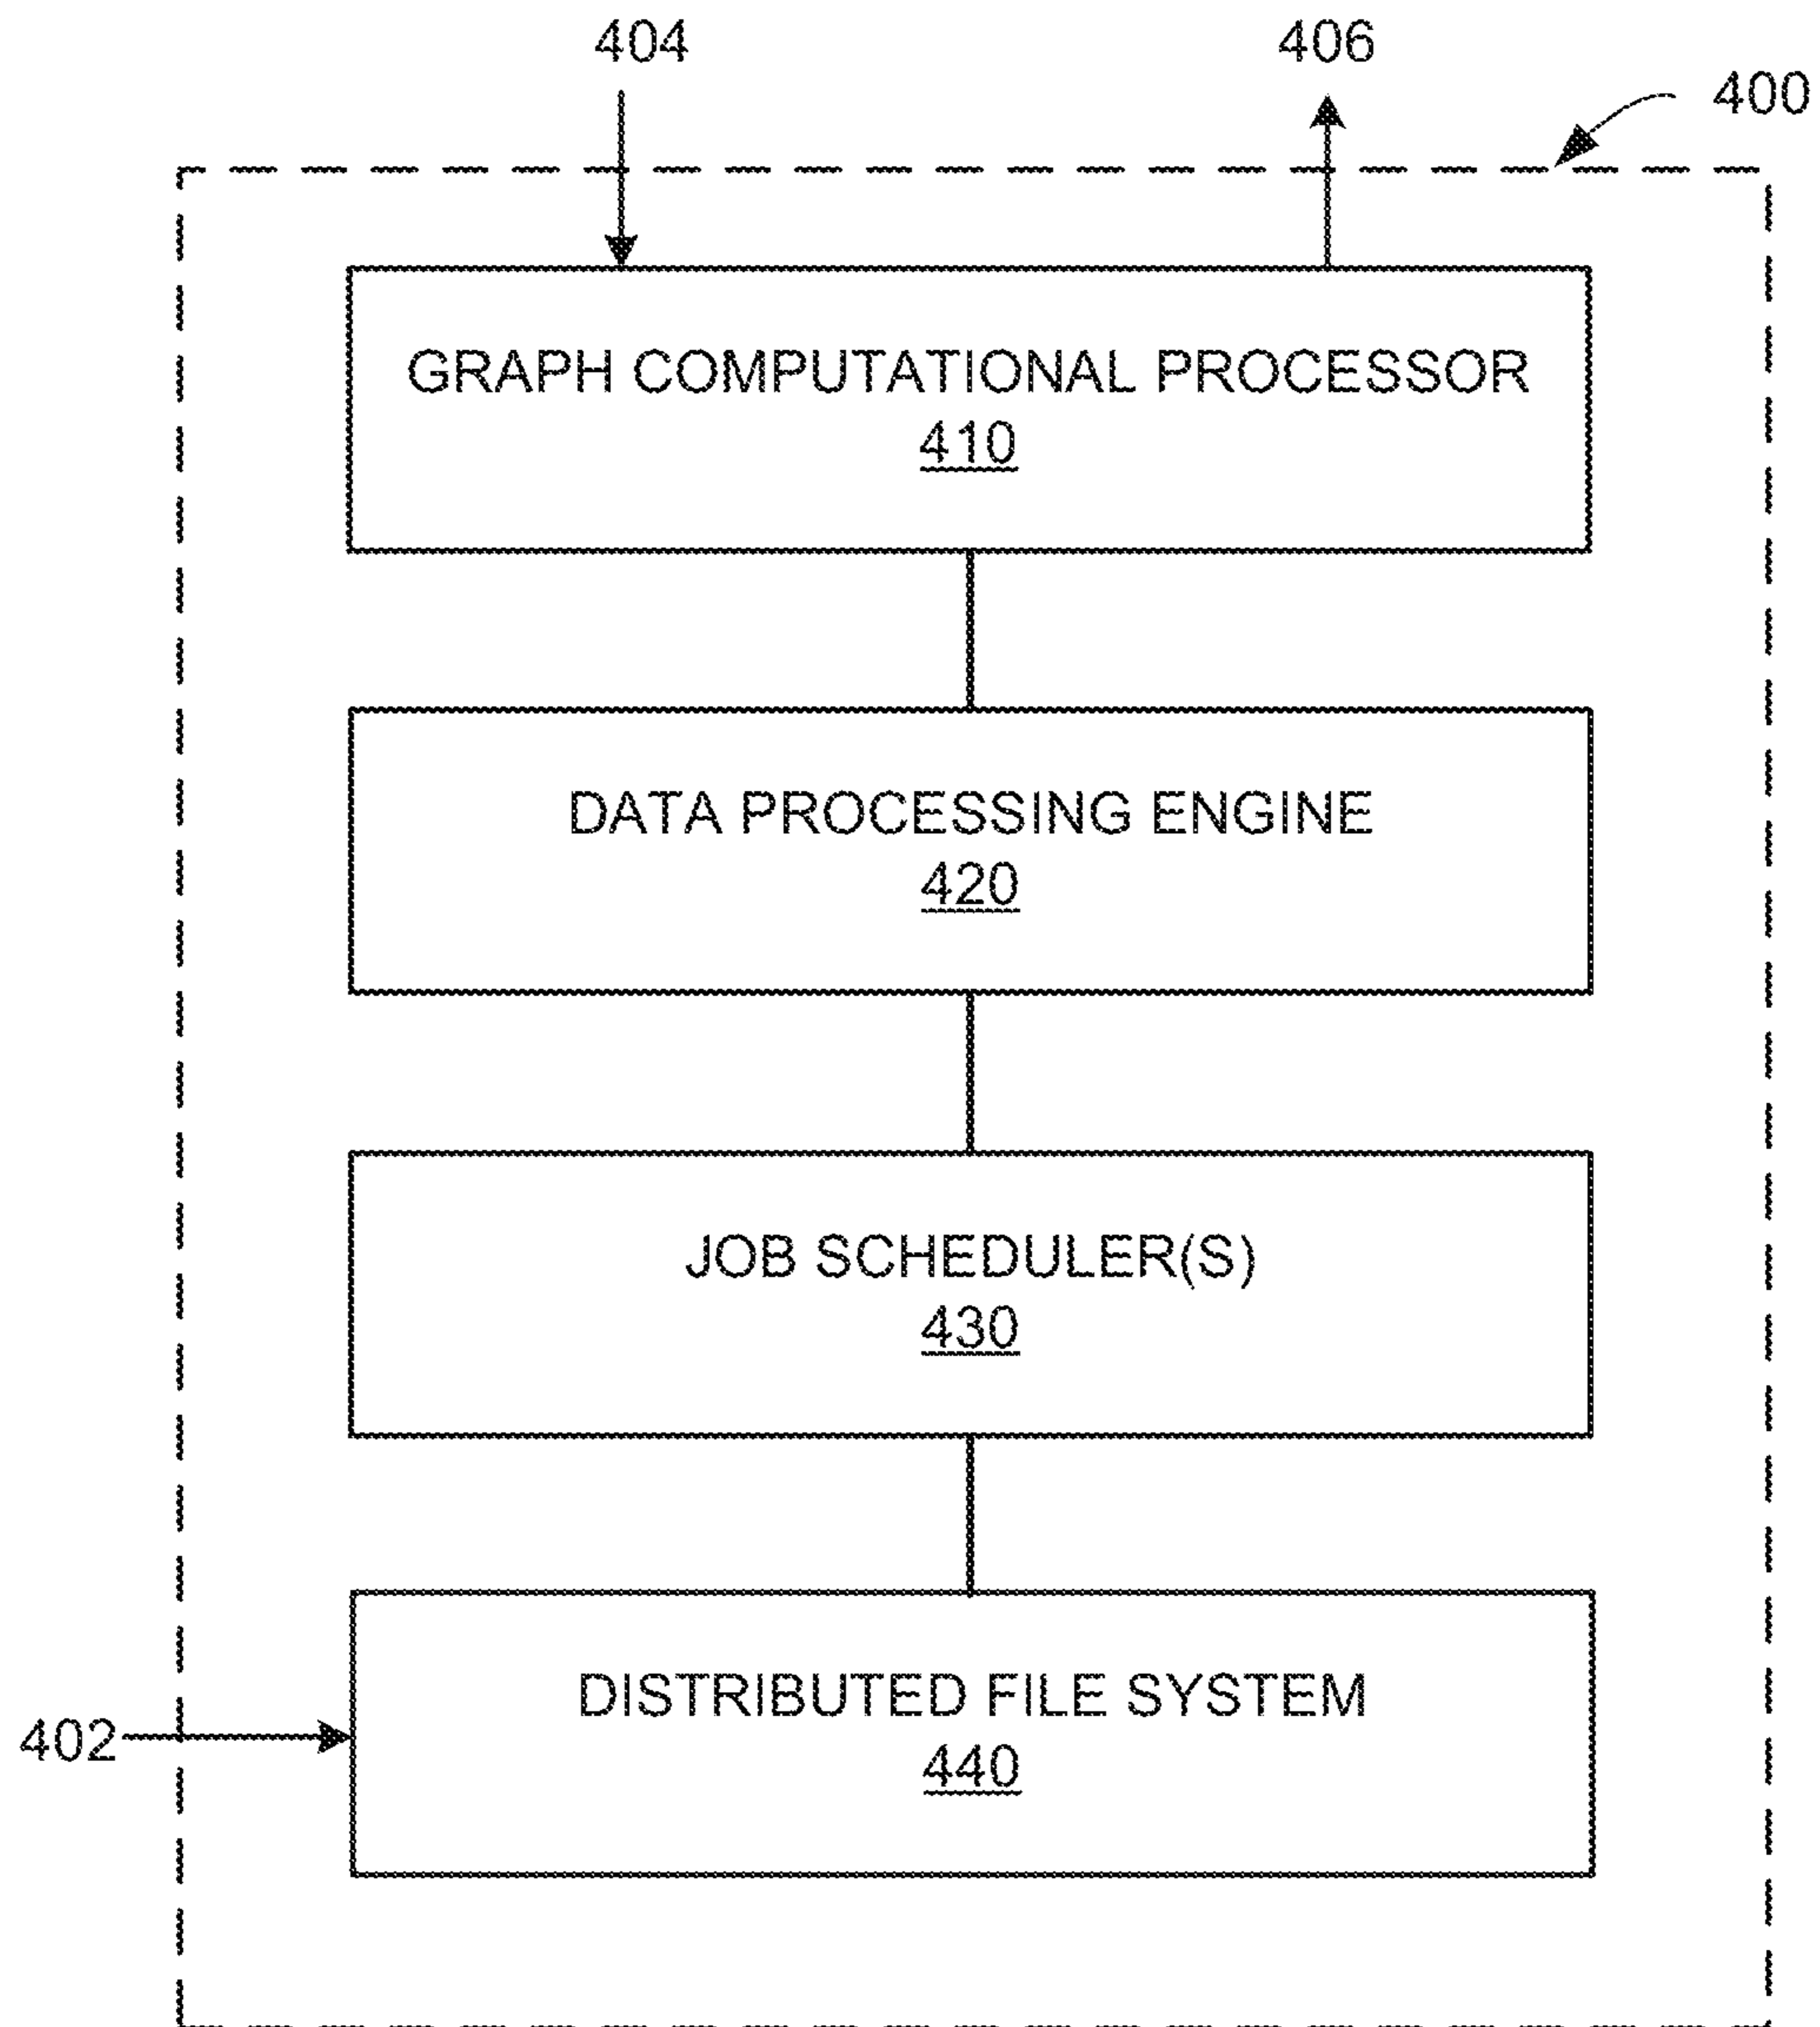 404
406
400
GRAPH COMPUTATIONAL PROCESSOR
410
DATA PROCESSING ENGINE
420
JOB SCHEDULER(S)
430
DISTRIBUTED FILE SYSTEM
402
440